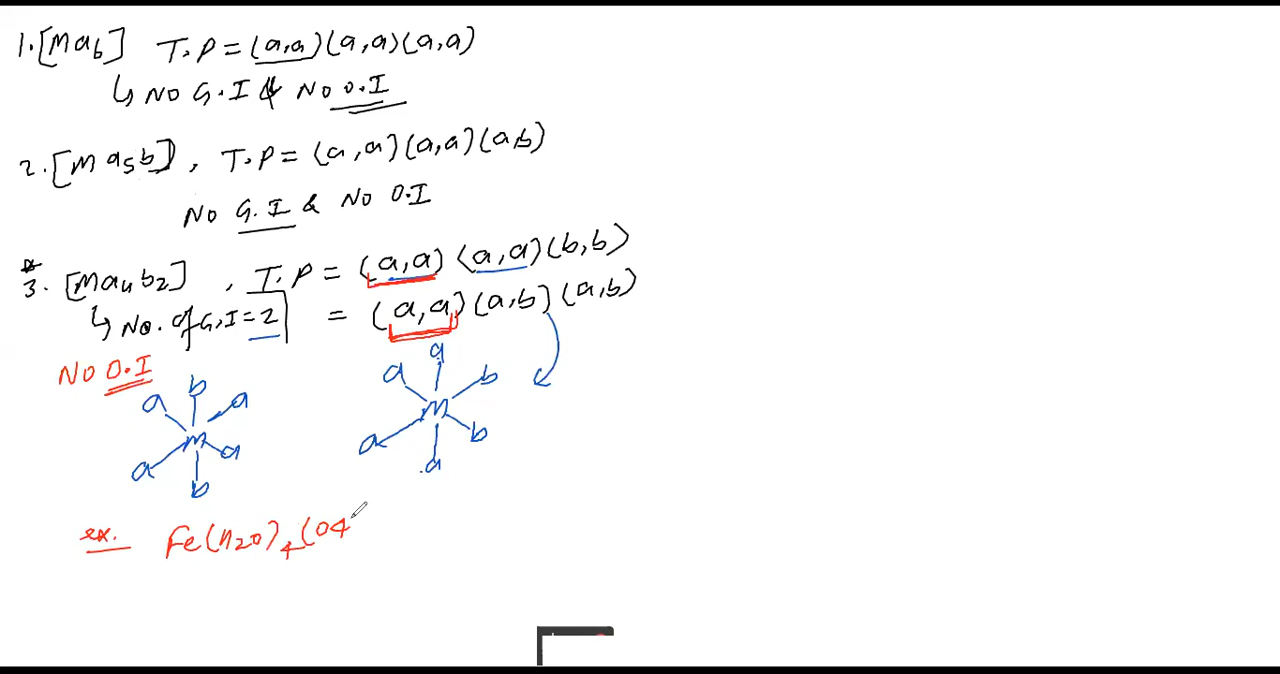 1. [Ma6] T.P = (a,a)(a,a)(a,a)
↳ NO G.I & NO O.I
2. [Ma5b], T.P = (a,a)(a,a)(a,b)
NO G.I & NO O.I
3. [Ma4b2], T.P = (a,a)(a,a)(b,b)
↳ No. of G.I = 2 = (a,a)(a,b)(a,b)
NO O.I
a b a
M
a b a
a a b
M
a a b
ex. Fe(H2O)4(OH